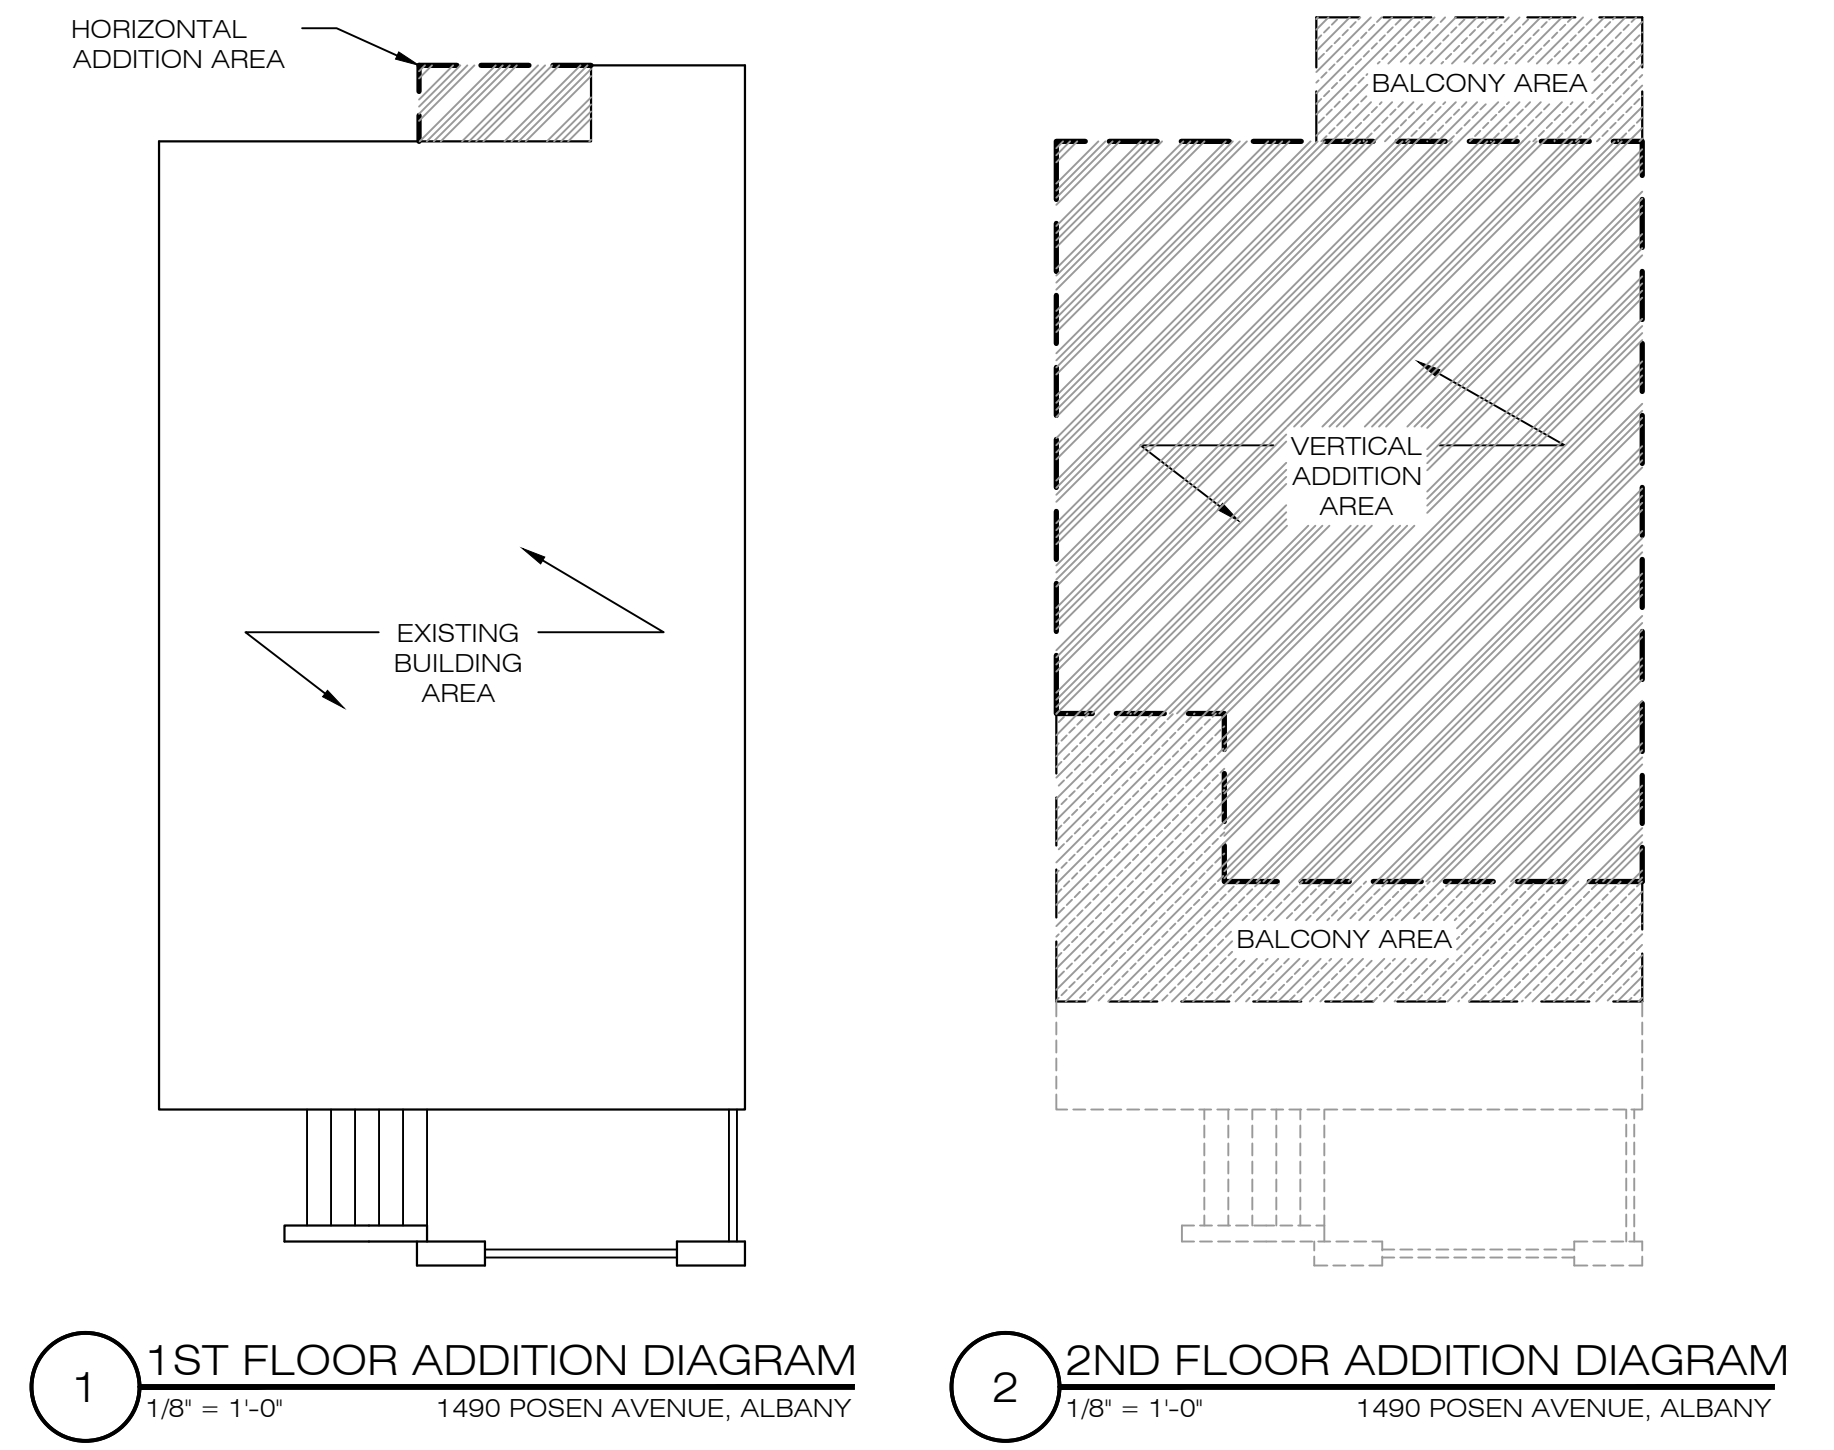 HORIZONTAL
ADDITION AREA
EXISTING
BUILDING
AREA
1
1ST FLOOR ADDITION DIAGRAM
1/8" = 1'-0"
1490 POSEN AVENUE, ALBANY
BALCONY AREA
VERTICAL
ADDITION
AREA
BALCONY AREA
2
2ND FLOOR ADDITION DIAGRAM
1/8" = 1'-0"
1490 POSEN AVENUE, ALBANY